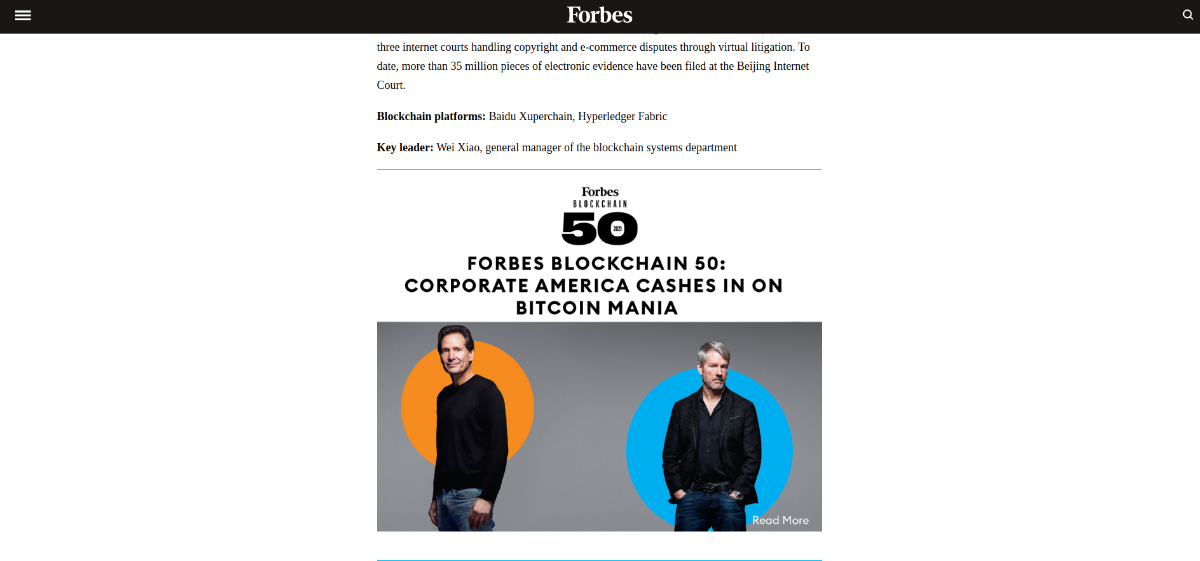 Forbes
three internet courts handling copyright and e-commerce disputes through virtual litigation. To
date, more than 35 million pieces of electronic evidence have been filed at the Beijing Internet
Court.
Blockchain platforms: Baidu Xuperchain, Hyperledger Fabric
Key leader: Wei Xiao, general manager of the blockchain systems department
Forbes
BLOCKCHAIN
50
2021
FORBES BLOCKCHAIN 50:
CORPORATE AMERICA CASHES IN ON
BITCOIN MANIA
Read More